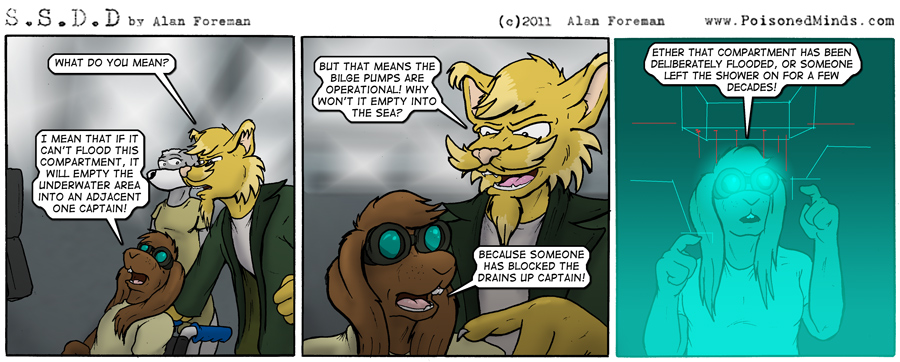 S.S.D.D by Alan Foreman
(c)2011 Alan Foreman
www.PoisonedMinds.com
WHAT DO YOU MEAN?
I MEAN THAT IF IT
CAN'T FLOOD THIS
COMPARTMENT, IT
WILL EMPTY THE
UNDERWATER AREA
INTO AN ADJACENT
ONE CAPTAIN!
BUT THAT MEANS THE
BILGE PUMPS ARE
OPERATIONAL! WHY
WON'T IT EMPTY INTO
THE SEA?
BECAUSE SOMEONE
HAS BLOCKED THE
DRAINS UP CAPTAIN!
ETHER THAT COMPARTMENT HAS BEEN
DELIBERATELY FLOODED, OR SOMEONE
LEFT THE SHOWER ON FOR A FEW
DECADES!